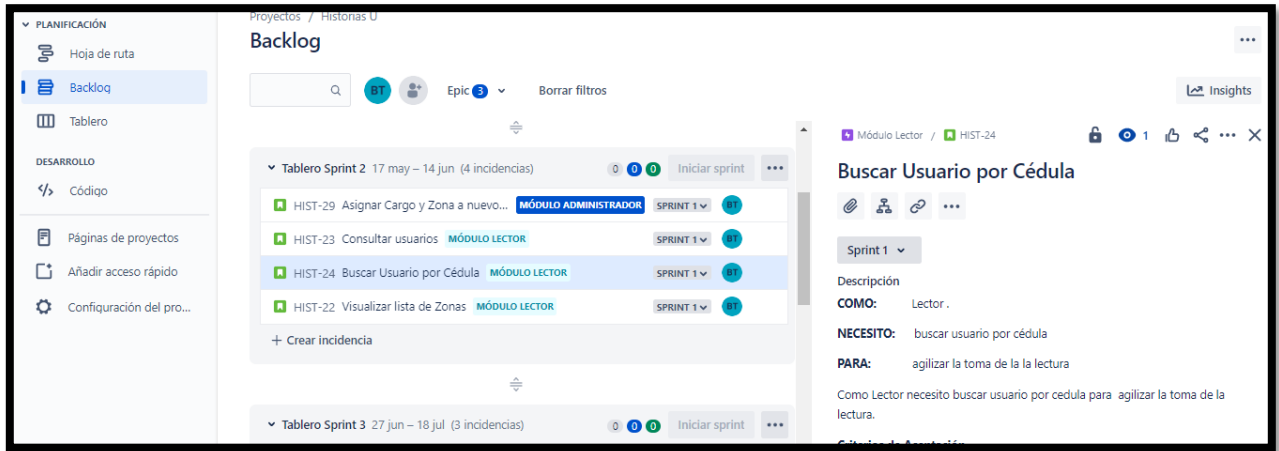 PLANIFICACIÓN
Hoja de ruta
Backlog
Tablero
DESARROLLO
Código
Páginas de proyectos
Añadir acceso rápido
Configuración del pro...
Proyectos / Historias U
Backlog
BT Epic 3 Borrar filtros
Insights
Tablero Sprint 2 17 may – 14 jun (4 incidencias) 0 0 0 Iniciar sprint
HIST-29 Asignar Cargo y Zona a nuevo... MÓDULO ADMINISTRADOR SPRINT 1 BT
HIST-23 Consultar usuarios MÓDULO LECTOR SPRINT 1 BT
HIST-24 Buscar Usuario por Cédula MÓDULO LECTOR SPRINT 1 BT
HIST-22 Visualizar lista de Zonas MÓDULO LECTOR SPRINT 1 BT
+ Crear incidencia
Tablero Sprint 3 27 jun – 18 jul (3 incidencias) 0 0 0 Iniciar sprint
Módulo Lector / HIST-24 1
Buscar Usuario por Cédula
Sprint 1
Descripción
COMO: Lector .
NECESITO: buscar usuario por cédula
PARA: agilizar la toma de la la lectura
Como Lector necesito buscar usuario por cedula para agilizar la toma de la
lectura.
Criterios de Aceptación